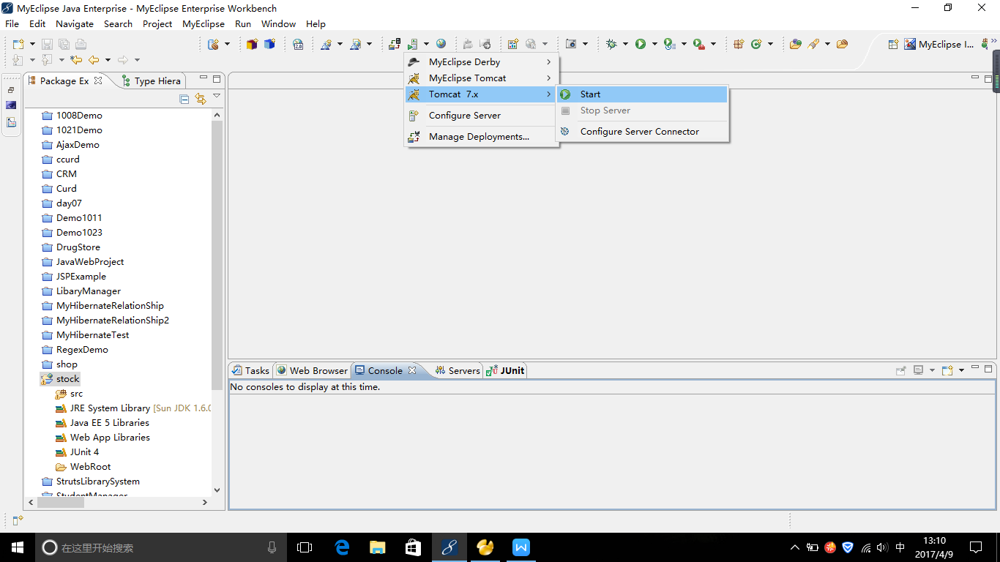 MyEclipse Java Enterprise - MyEclipse Enterprise Workbench
File Edit Navigate Search Project MyEclipse Run Window Help
MyEclipse I...
Package Ex
Type Hiera
1008Demo
1021Demo
AjaxDemo
ccurd
CRM
Curd
day07
Demo1011
Demo1023
DrugStore
JavaWebProject
JSPExample
LibaryManager
MyHibernateRelationShip
MyHibernateRelationShip2
MyHibernateTest
RegexDemo
shop
stock
src
JRE System Library [Sun JDK 1.6.0
Java EE 5 Libraries
Web App Libraries
JUnit 4
WebRoot
StrutsLibrarySystem
StudentManager
MyEclipse Derby
MyEclipse Tomcat
Tomcat 7.x
Configure Server
Manage Deployments...
Start
Stop Server
Configure Server Connector
Tasks Web Browser Console Servers JUnit
No consoles to display at this time.
在这里开始搜索
中
13:10
2017/4/9